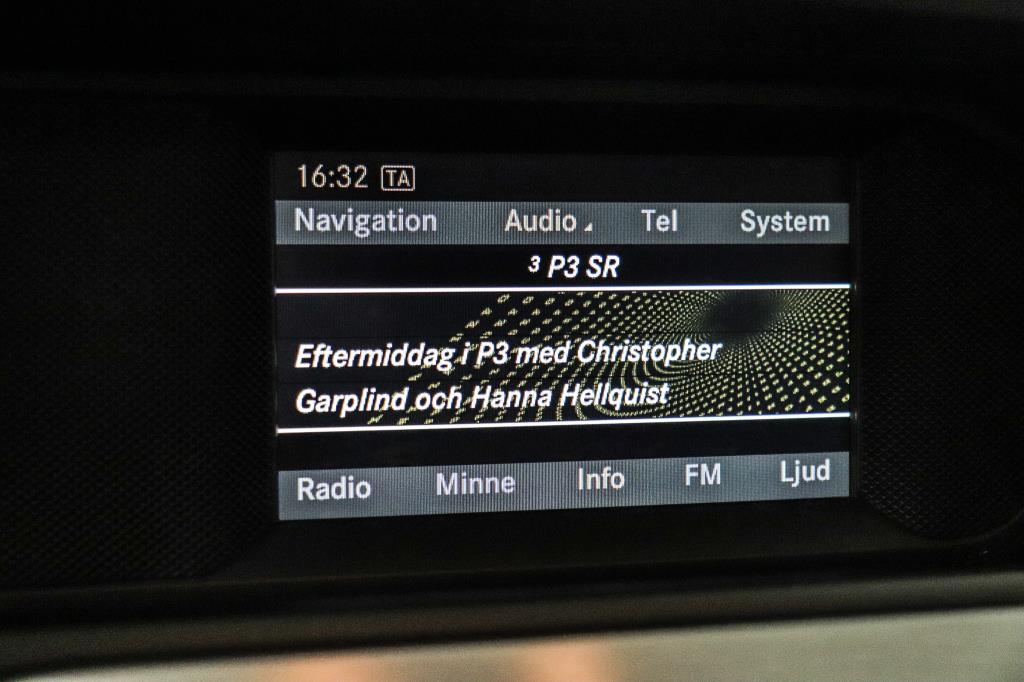 16:32 TA
Navigation Audio Tel System
3 P3 SR
Eftermiddag i P3 med Christopher
Garplind och Hanna Hellquist
Radio Minne Info FM Ljud